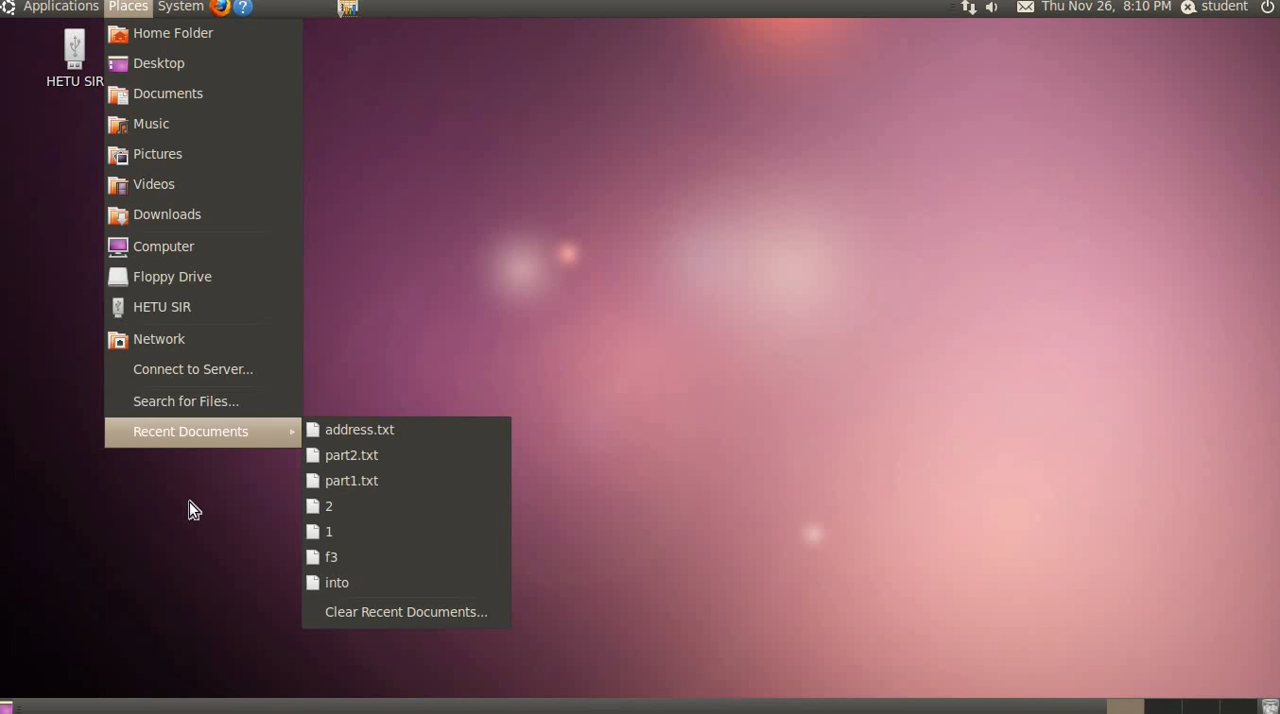 Applications Places System Thu Nov 26, 8:10 PM student
HETU SIR
Home Folder
Desktop
Documents
Music
Pictures
Videos
Downloads
Computer
Floppy Drive
HETU SIR
Network
Connect to Server...
Search for Files...
Recent Documents
address.txt
part2.txt
part1.txt
2
1
f3
into
Clear Recent Documents...